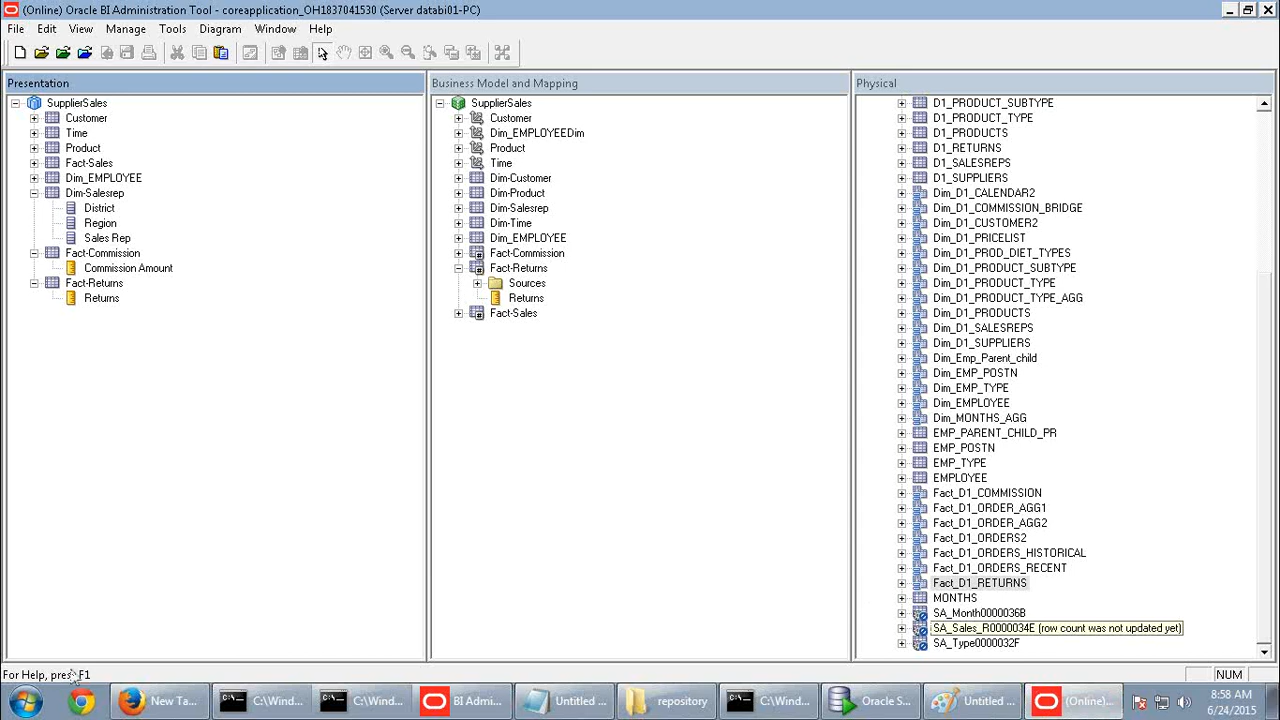 (Online) Oracle BI Administration Tool - coreapplication_OH1837041530 (Server databi01-PC)
File Edit View Manage Tools Diagram Window Help
Presentation
SupplierSales
Customer
Time
Product
Fact-Sales
Dim_EMPLOYEE
Dim-Salesrep
District
Region
Sales Rep
Fact-Commission
Commission Amount
Fact-Returns
Returns
Business Model and Mapping
SupplierSales
Customer
Dim_EMPLOYEEDim
Product
Time
Dim-Customer
Dim-Product
Dim-Salesrep
Dim-Time
Dim_EMPLOYEE
Fact-Commission
Fact-Returns
Sources
Returns
Fact-Sales
Physical
D1_PRODUCT_SUBTYPE
D1_PRODUCT_TYPE
D1_PRODUCTS
D1_RETURNS
D1_SALESREPS
D1_SUPPLIERS
Dim_D1_CALENDAR2
Dim_D1_COMMISSION_BRIDGE
Dim_D1_CUSTOMER2
Dim_D1_PRICELIST
Dim_D1_PROD_DIET_TYPES
Dim_D1_PRODUCT_SUBTYPE
Dim_D1_PRODUCT_TYPE
Dim_D1_PRODUCT_TYPE_AGG
Dim_D1_PRODUCTS
Dim_D1_SALESREPS
Dim_D1_SUPPLIERS
Dim_Emp_Parent_child
Dim_EMP_POSTN
Dim_EMP_TYPE
Dim_EMPLOYEE
Dim_MONTHS_AGG
EMP_PARENT_CHILD_PR
EMP_POSTN
EMP_TYPE
EMPLOYEE
Fact_D1_COMMISSION
Fact_D1_ORDER_AGG1
Fact_D1_ORDER_AGG2
Fact_D1_ORDERS2
Fact_D1_ORDERS_HISTORICAL
Fact_D1_ORDERS_RECENT
Fact_D1_RETURNS
MONTHS
SA_Month0000036B
SA_Sales_R0000034E (row count was not updated yet)
SA_Type0000032F
For Help, press F1
NUM
New Ta... C:\Wind... C:\Wind... BI Admi... Untitled ... repository C:\Wind... Oracle S... Untitled ... (Online)... 8:58 AM
6/24/2015